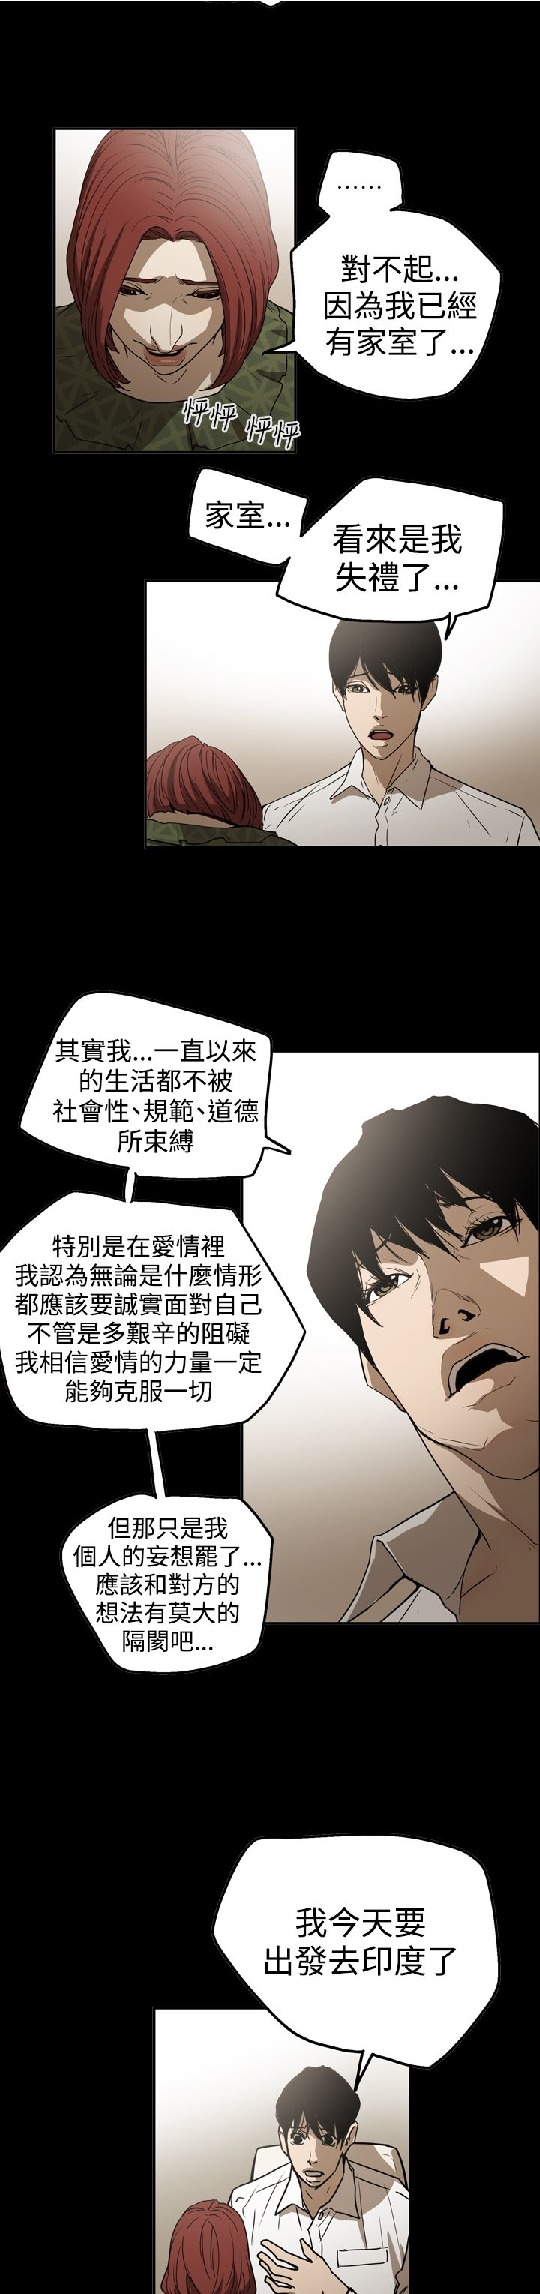 ……
對不起…
因為我已經
有家室了…
怦怦 怦怦
家室…
看來是我
失禮了…
其實我…一直以來
的生活都不被
社會性、規範、道德
所束縛
特別是在愛情裡
我認為無論是什麼情形
都應該要誠實面對自己
不管是多艱辛的阻礙
我相信愛情的力量一定
能夠克服一切
但那只是我
個人的妄想罷了…
應該和對方的
想法有莫大的
隔閡吧…
我今天要
出發去印度了